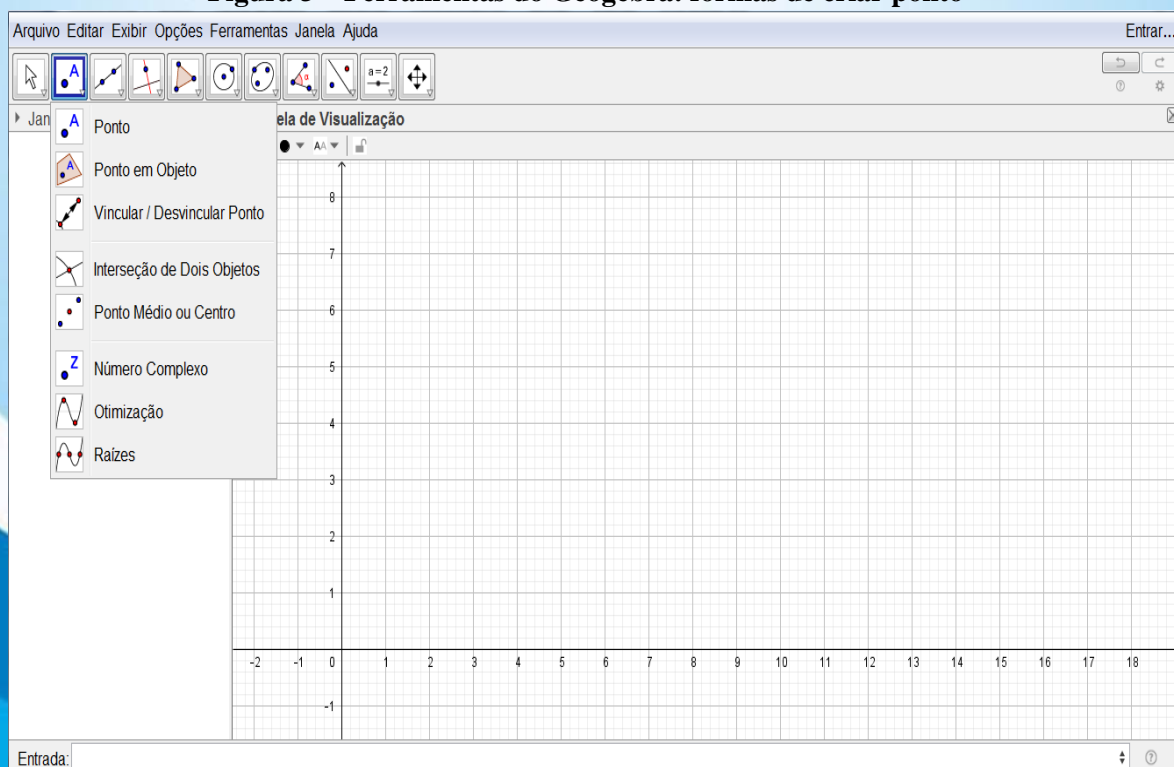 Figura 3 – Ferramentas do Geogebra: formas de criar ponto
Arquivo Editar Exibir Opções Ferramentas Janela Ajuda Entrar...
A
α
a=2
Jan
ela de Visualização
AA
A Ponto
A Ponto em Objeto
Vincular / Desvincular Ponto
Interseção de Dois Objetos
Ponto Médio ou Centro
Z Número Complexo
Otimização
Raízes
8
7
6
5
4
3
2
1
-2 -1 0 1 2 3 4 5 6 7 8 9 10 11 12 13 14 15 16 17 18
-1
Entrada: